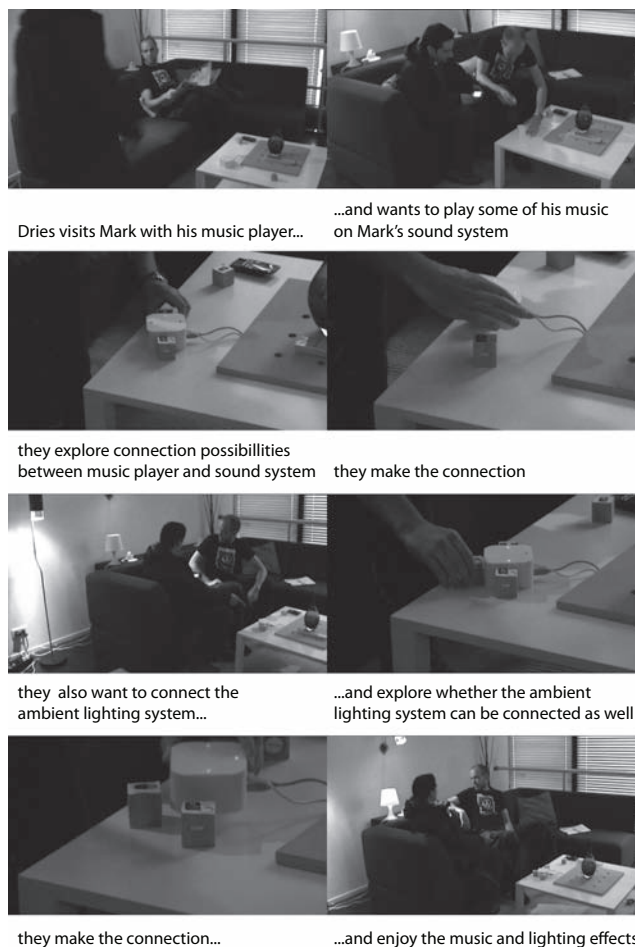 Dries visits Mark with his music player...
...and wants to play some of his music
on Mark's sound system
they explore connection possibillities
between music player and sound system
they make the connection
they also want to connect the
ambient lighting system...
...and explore whether the ambient
lighting system can be connected as well
they make the connection...
...and enjoy the music and lighting effects